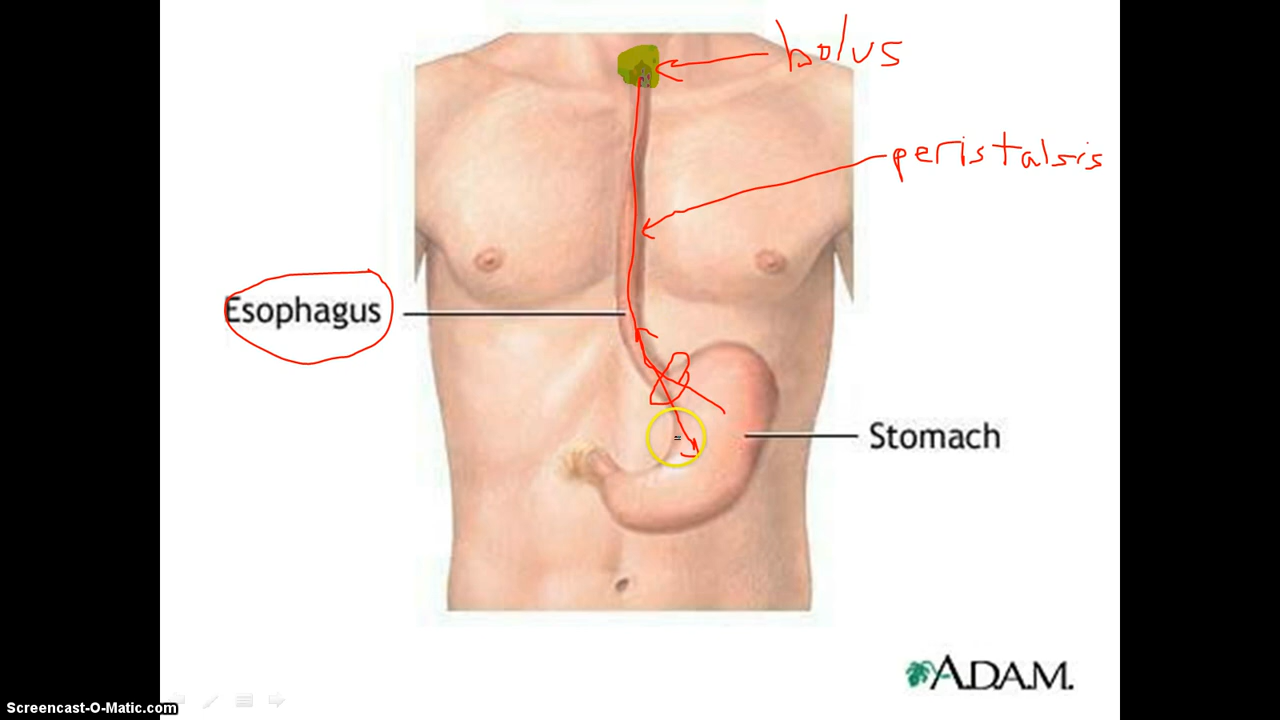 bolus
peristalsis
Esophagus
Stomach
A.D.A.M.
Screencast-O-Matic.com